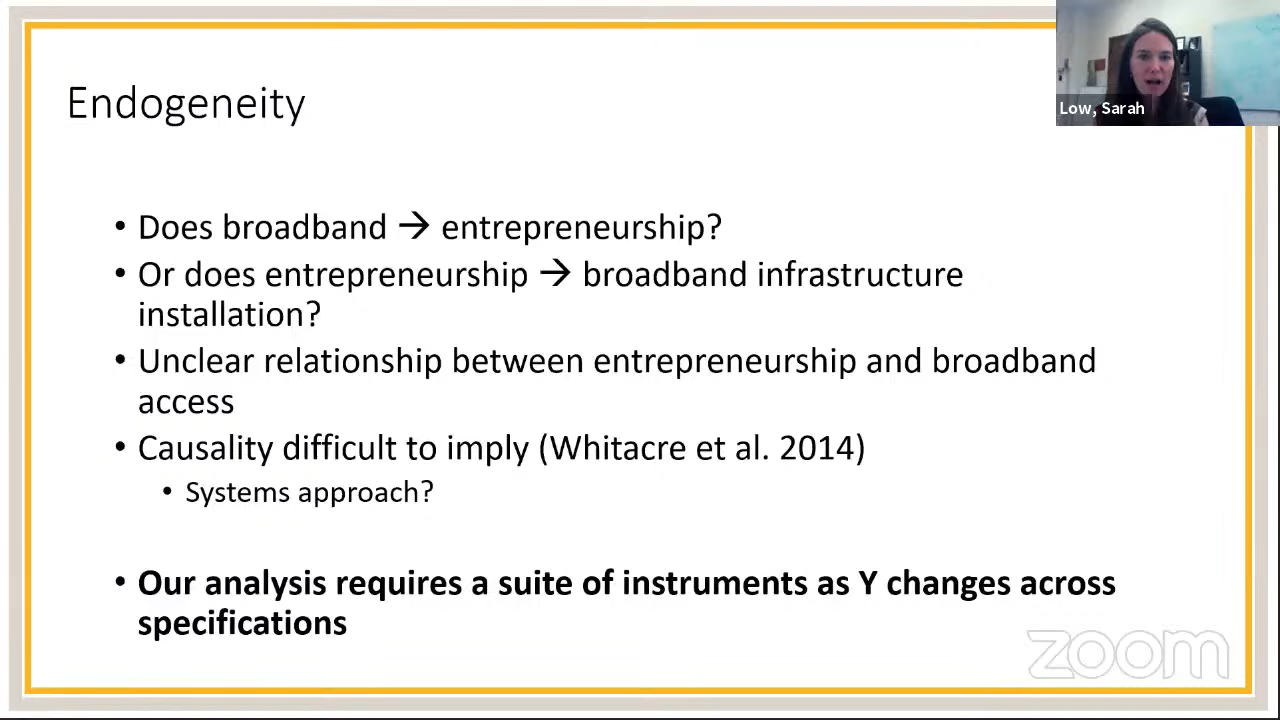 Low, Sarah
Endogeneity
• Does broadband → entrepreneurship?
• Or does entrepreneurship → broadband infrastructure
installation?
• Unclear relationship between entrepreneurship and broadband
access
• Causality difficult to imply (Whitacre et al. 2014)
• Systems approach?
• Our analysis requires a suite of instruments as Y changes across
specifications
zoom